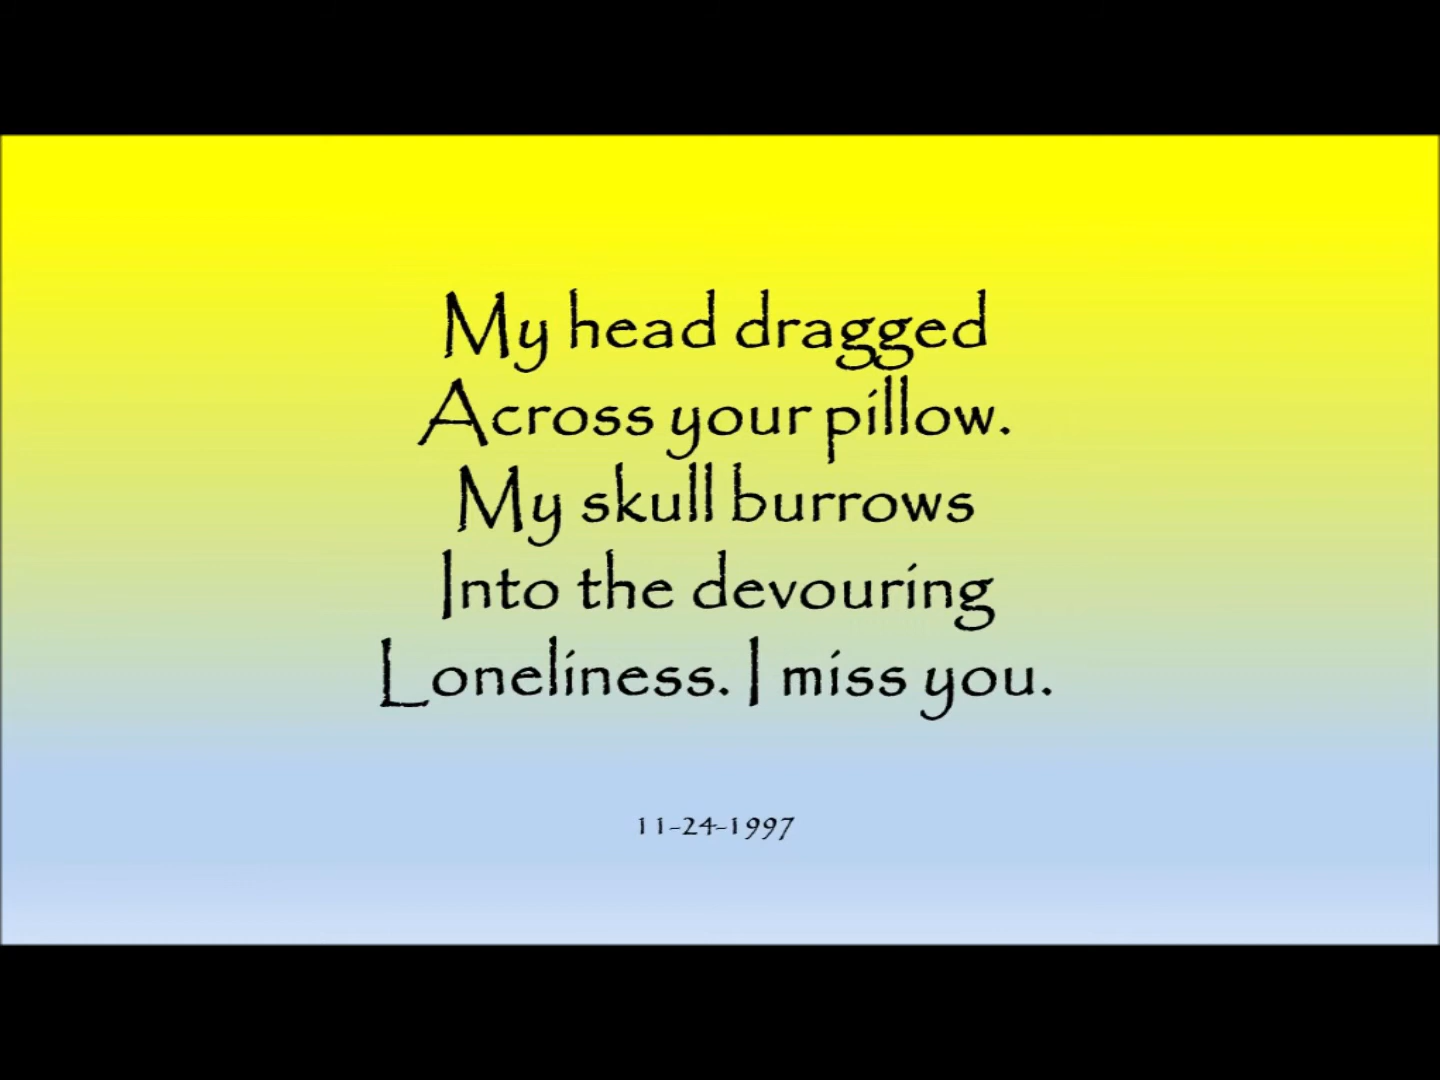 My head dragged
Across your pillow.
My skull burrows
Into the devouring
Loneliness. I miss you.
11-24-1997